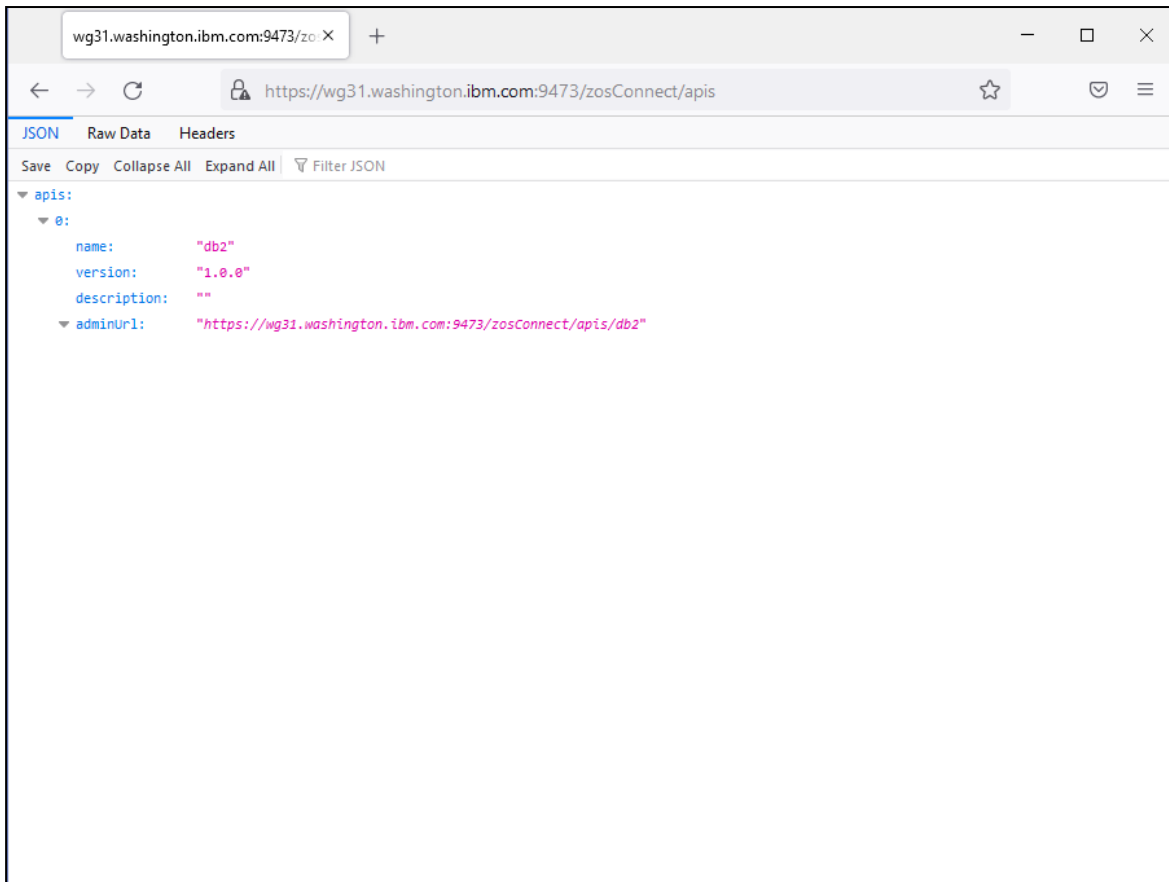 wg31.washington.ibm.com:9473/zo
https://wg31.washington.ibm.com:9473/zosConnect/apis
JSON Raw Data Headers
Save Copy Collapse All Expand All Filter JSON
apis:
0:
name: "db2"
version: "1.0.0"
description: ""
adminUrl: "https://wg31.washington.ibm.com:9473/zosConnect/apis/db2"